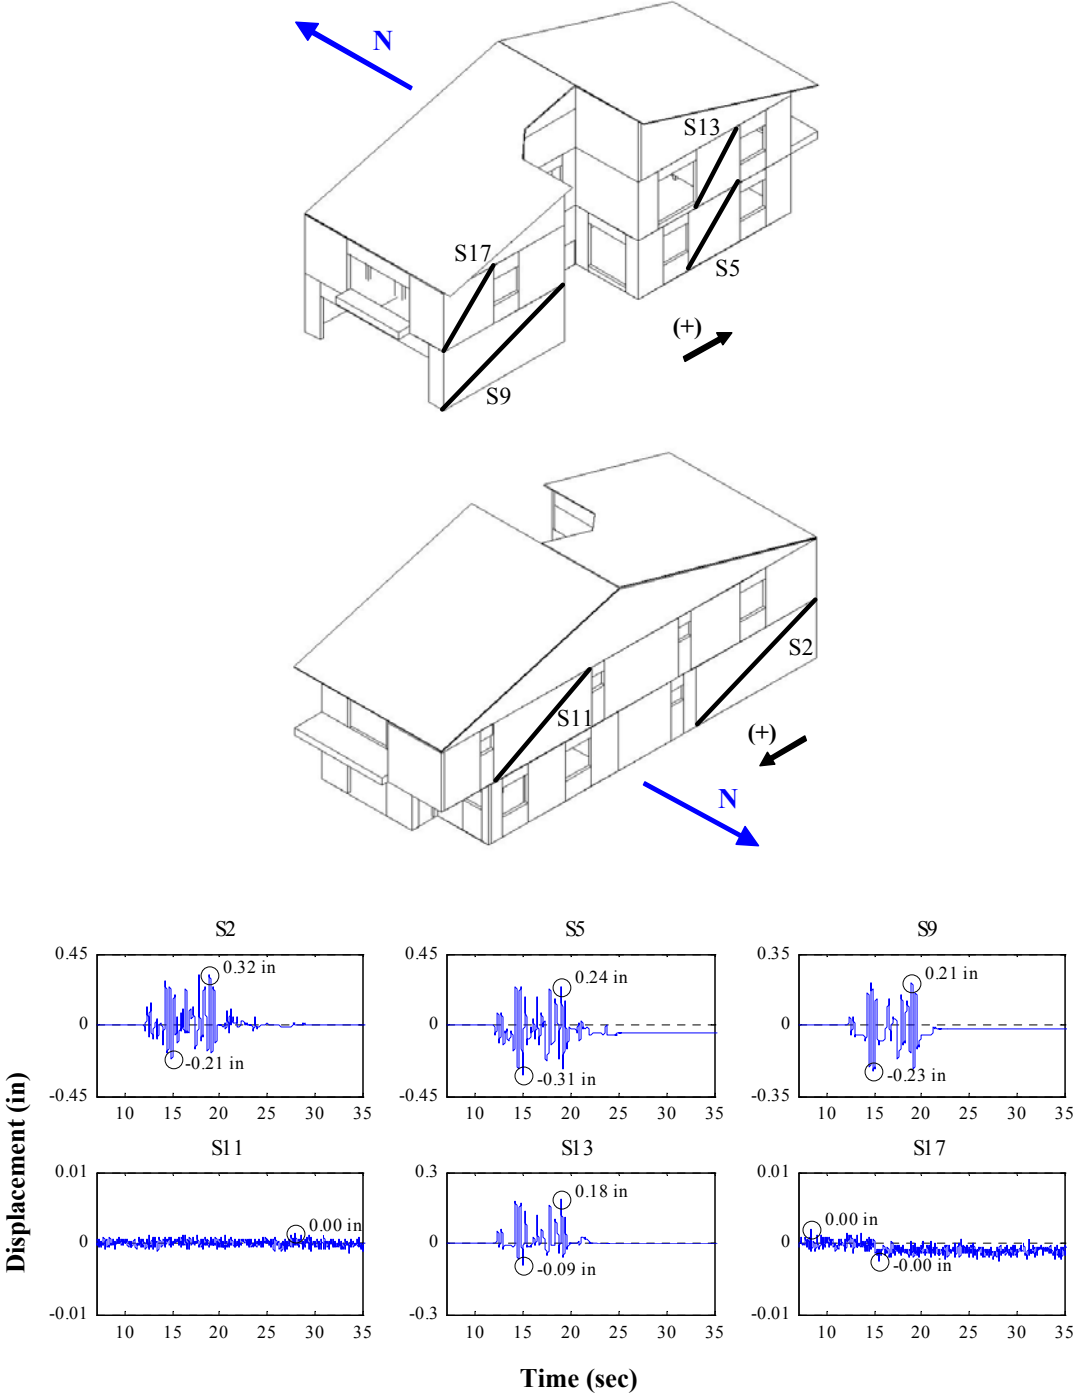 N
S13
S17
S5
(+)
S9
S2
S11
(+)
N
Displacement (in)
S2
0.45
0
-0.45
0.32 in
-0.21 in
10 15 20 25 30 35
S5
0.45
0
-0.45
0.24 in
-0.31 in
10 15 20 25 30 35
S9
0.35
0
-0.35
0.21 in
-0.23 in
10 15 20 25 30 35
S11
0.01
0
-0.01
0.00 in
10 15 20 25 30 35
S13
0.3
0
-0.3
0.18 in
-0.09 in
10 15 20 25 30 35
S17
0.01
0
-0.01
0.00 in
-0.00 in
10 15 20 25 30 35
Time (sec)